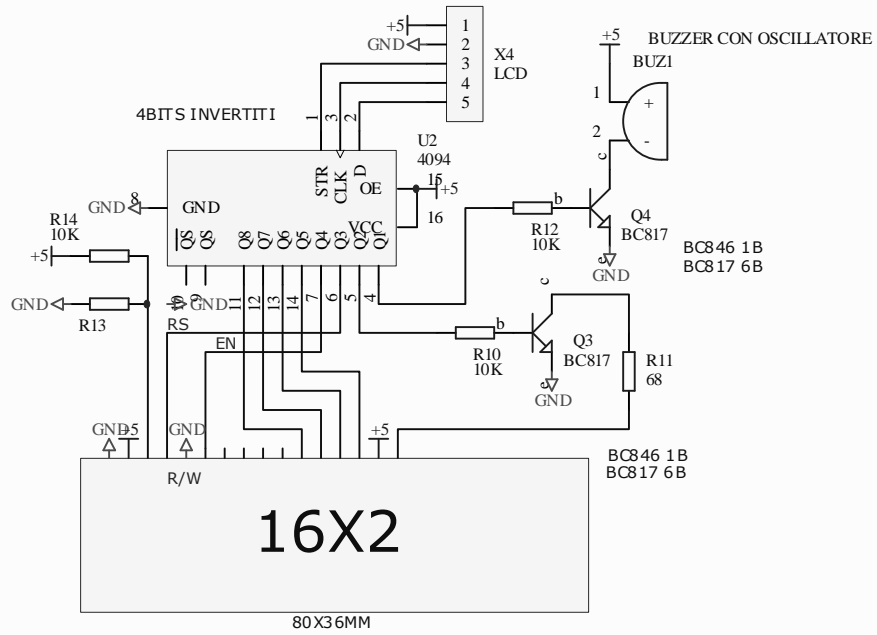 +5
1
GND
2
X4
LCD
3
4
5
+5
BUZZER CON OSCILLATORE
BUZ1
1
+
2
-
c
4BITS INVERTITI
1
3
2
U2
4094
STR
CLK
D
OE
15
+5
GND
8
GND
VCC
16
b
R12
10K
Q4
BC817
e
GND
BC846 1B
BC817 6B
R14
10K
+5
QS
QS
Q8
Q7
Q6
Q5
Q4
Q3
Q2
Q1
10
9
11
12
13
14
7
6
5
4
GND
R13
GND
RS
EN
c
b
R10
10K
Q3
BC817
e
GND
R11
68
GND
+5
GND
+5
BC846 1B
BC817 6B
R/W
16X2
80X36MM